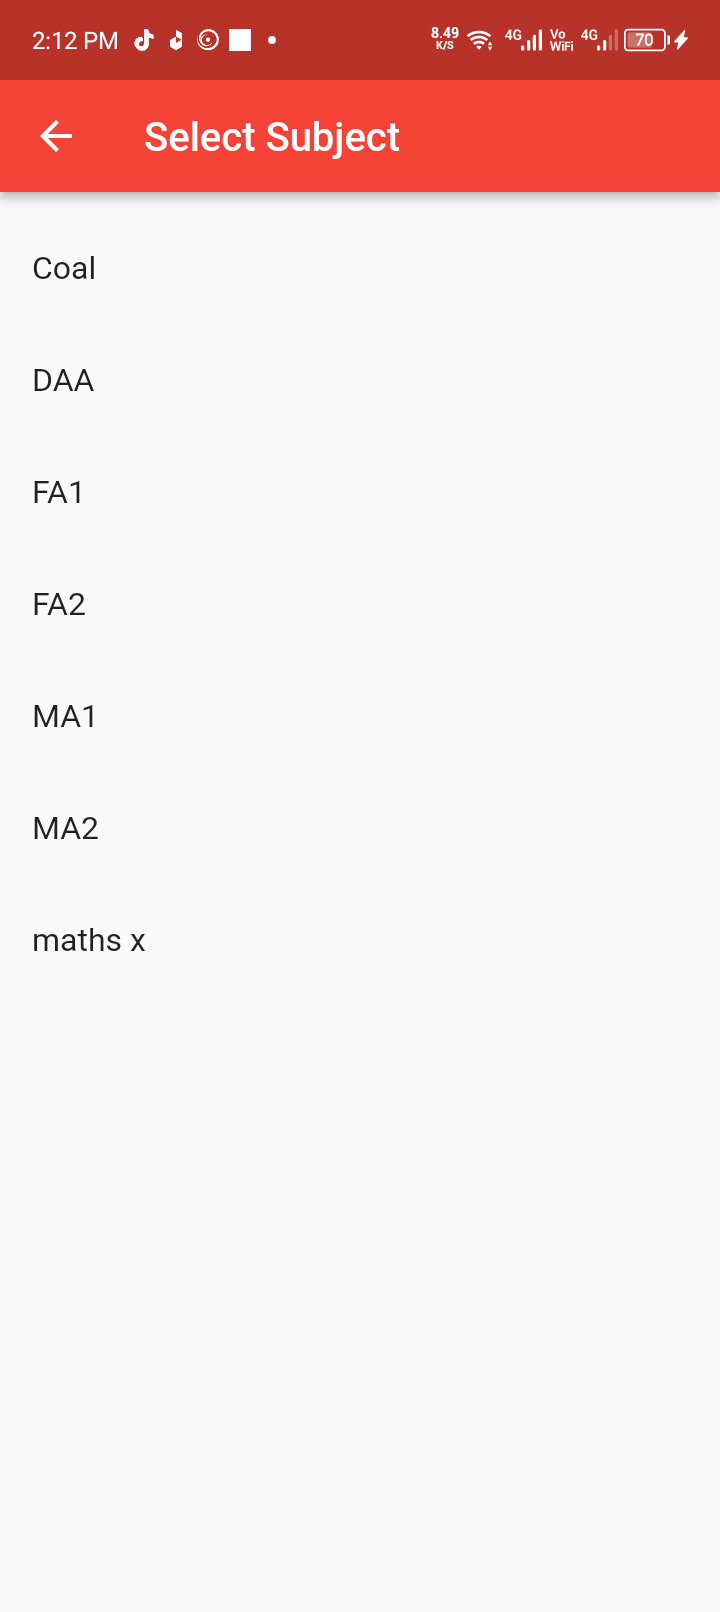 2:12 PM 8.49 K/S 4G Vo WiFi 4G 70
Select Subject
Coal
DAA
FA1
FA2
MA1
MA2
maths x